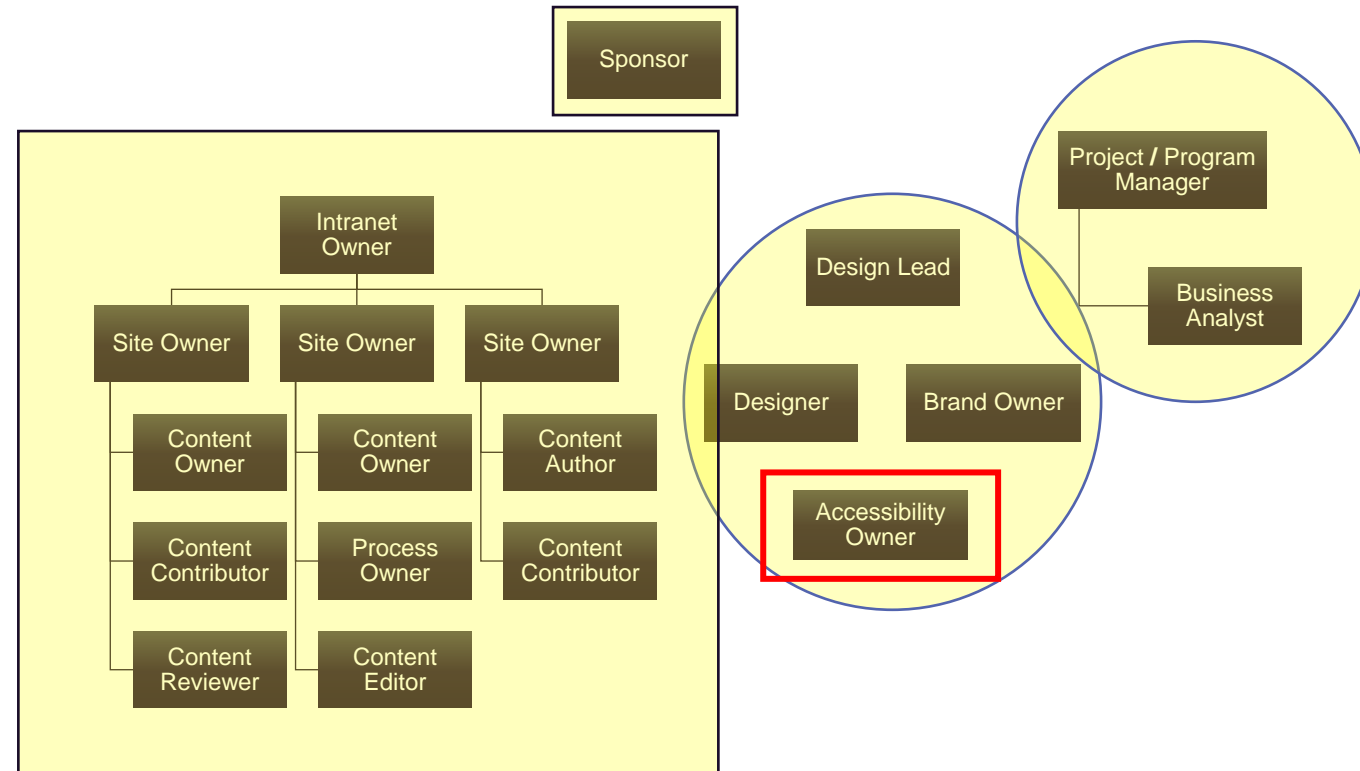 Sponsor
Project / Program
Manager
Business
Analyst
Intranet
Owner
Site Owner
Site Owner
Site Owner
Content
Owner
Content
Contributor
Content
Reviewer
Content
Owner
Process
Owner
Content
Editor
Content
Author
Content
Contributor
Design Lead
Designer
Brand Owner
Accessibility
Owner